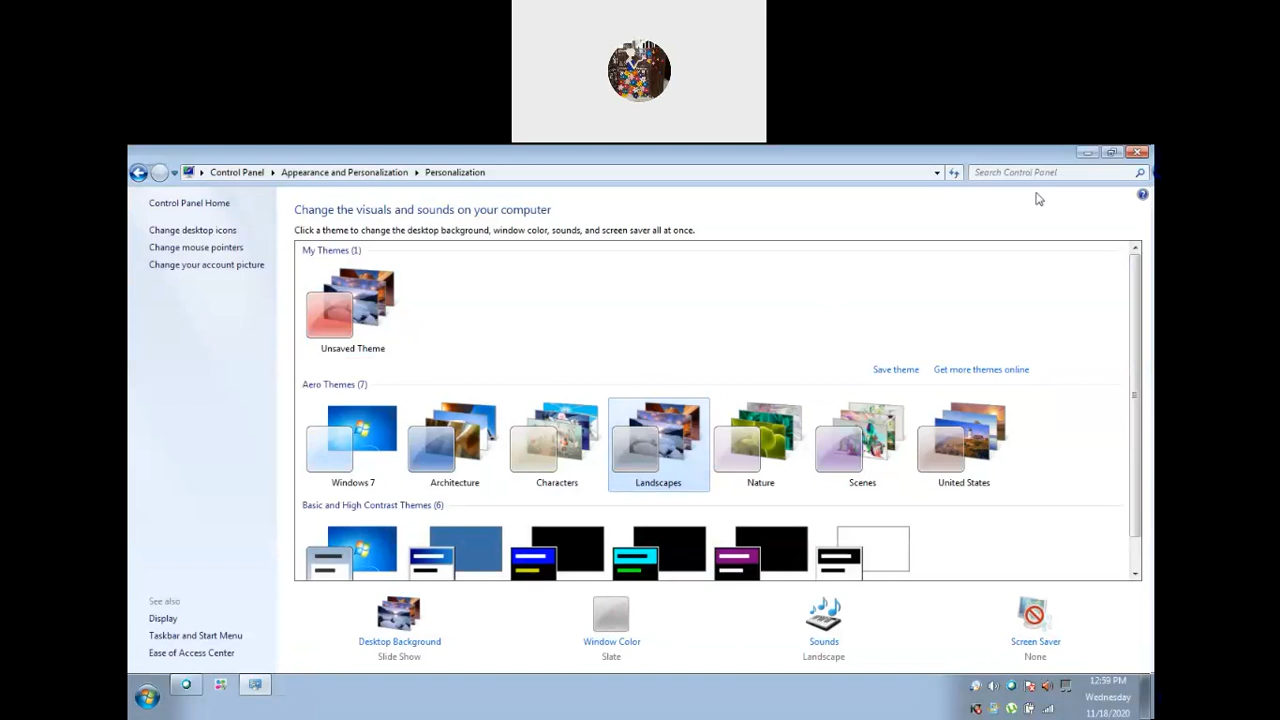 Control Panel Appearance and Personalization Personalization
Search Control Panel
Control Panel Home
Change desktop icons
Change mouse pointers
Change your account picture
Change the visuals and sounds on your computer
Click a theme to change the desktop background, window color, sounds, and screen saver all at once.
My Themes (1)
Unsaved Theme
Save theme Get more themes online
Aero Themes (7)
Windows 7 Architecture Characters Landscapes Nature Scenes United States
Basic and High Contrast Themes (6)
See also
Display
Taskbar and Start Menu
Ease of Access Center
Desktop Background
Slide Show
Window Color
Slate
Sounds
Landscape
Screen Saver
None
12:59 PM
Wednesday
11/18/2020